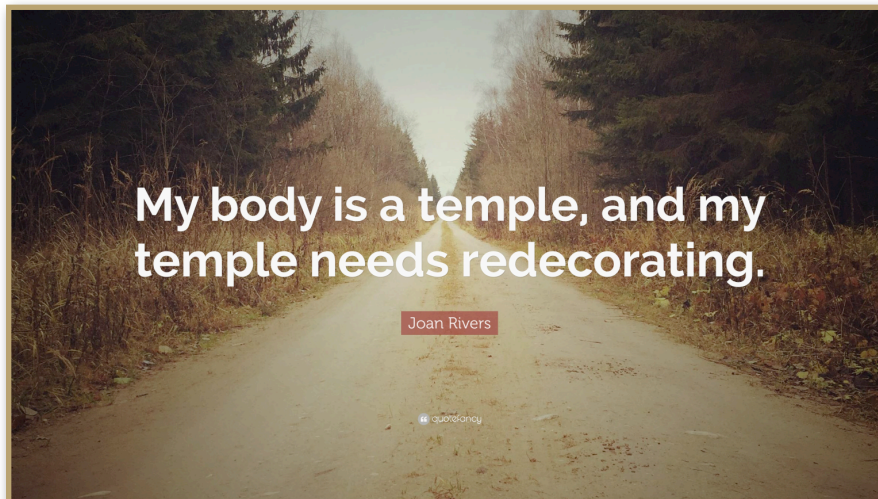 My body is a temple, and my
temple needs redecorating.
Joan Rivers
quotefancy